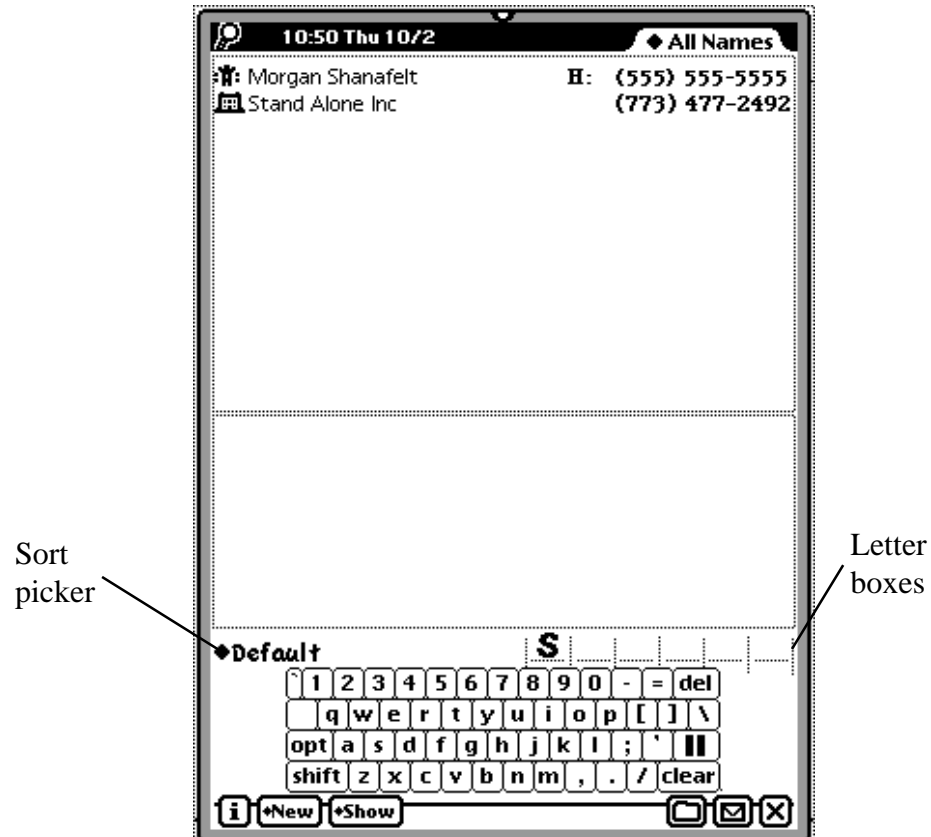 10:50 Thu 10/2 ◆ All Names
Morgan Shanafelt H: (555) 555-5555
Stand Alone Inc (773) 477-2492
Sort picker
Letter boxes
◆Default S
` 1 2 3 4 5 6 7 8 9 0 - = del
q w e r t y u i o p [ ] \
opt a s d f g h j k l ; '
shift z x c v b n m , . / clear
i ◆New ◆Show X